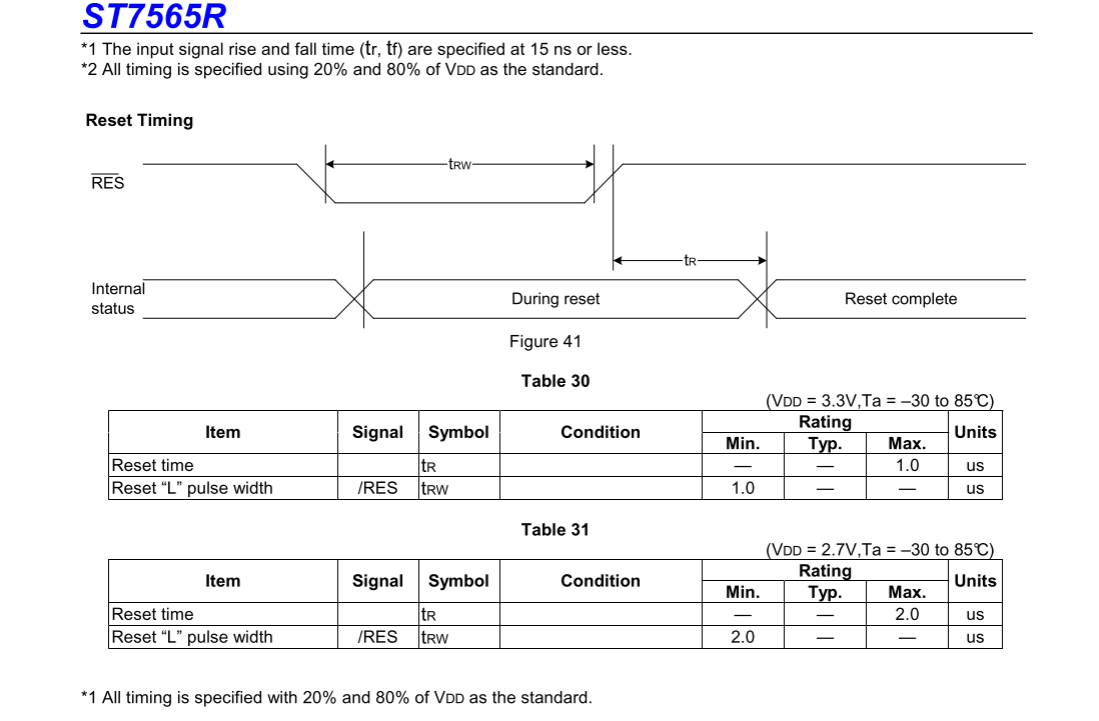 ST7565R
*1 The input signal rise and fall time (tr, tf) are specified at 15 ns or less.
*2 All timing is specified using 20% and 80% of VDD as the standard.
Reset Timing
tRW
RES
tR
Internal
status
During reset
Reset complete
Figure 41
Table 30
(VDD = 3.3V,Ta = –30 to 85℃)
Item Signal Symbol Condition Rating Units
Min. Typ. Max.
Reset time tR — — 1.0 us
Reset “L” pulse width /RES tRW 1.0 — — us
Table 31
(VDD = 2.7V,Ta = –30 to 85℃)
Item Signal Symbol Condition Rating Units
Min. Typ. Max.
Reset time tR — — 2.0 us
Reset “L” pulse width /RES tRW 2.0 — — us
*1 All timing is specified with 20% and 80% of VDD as the standard.